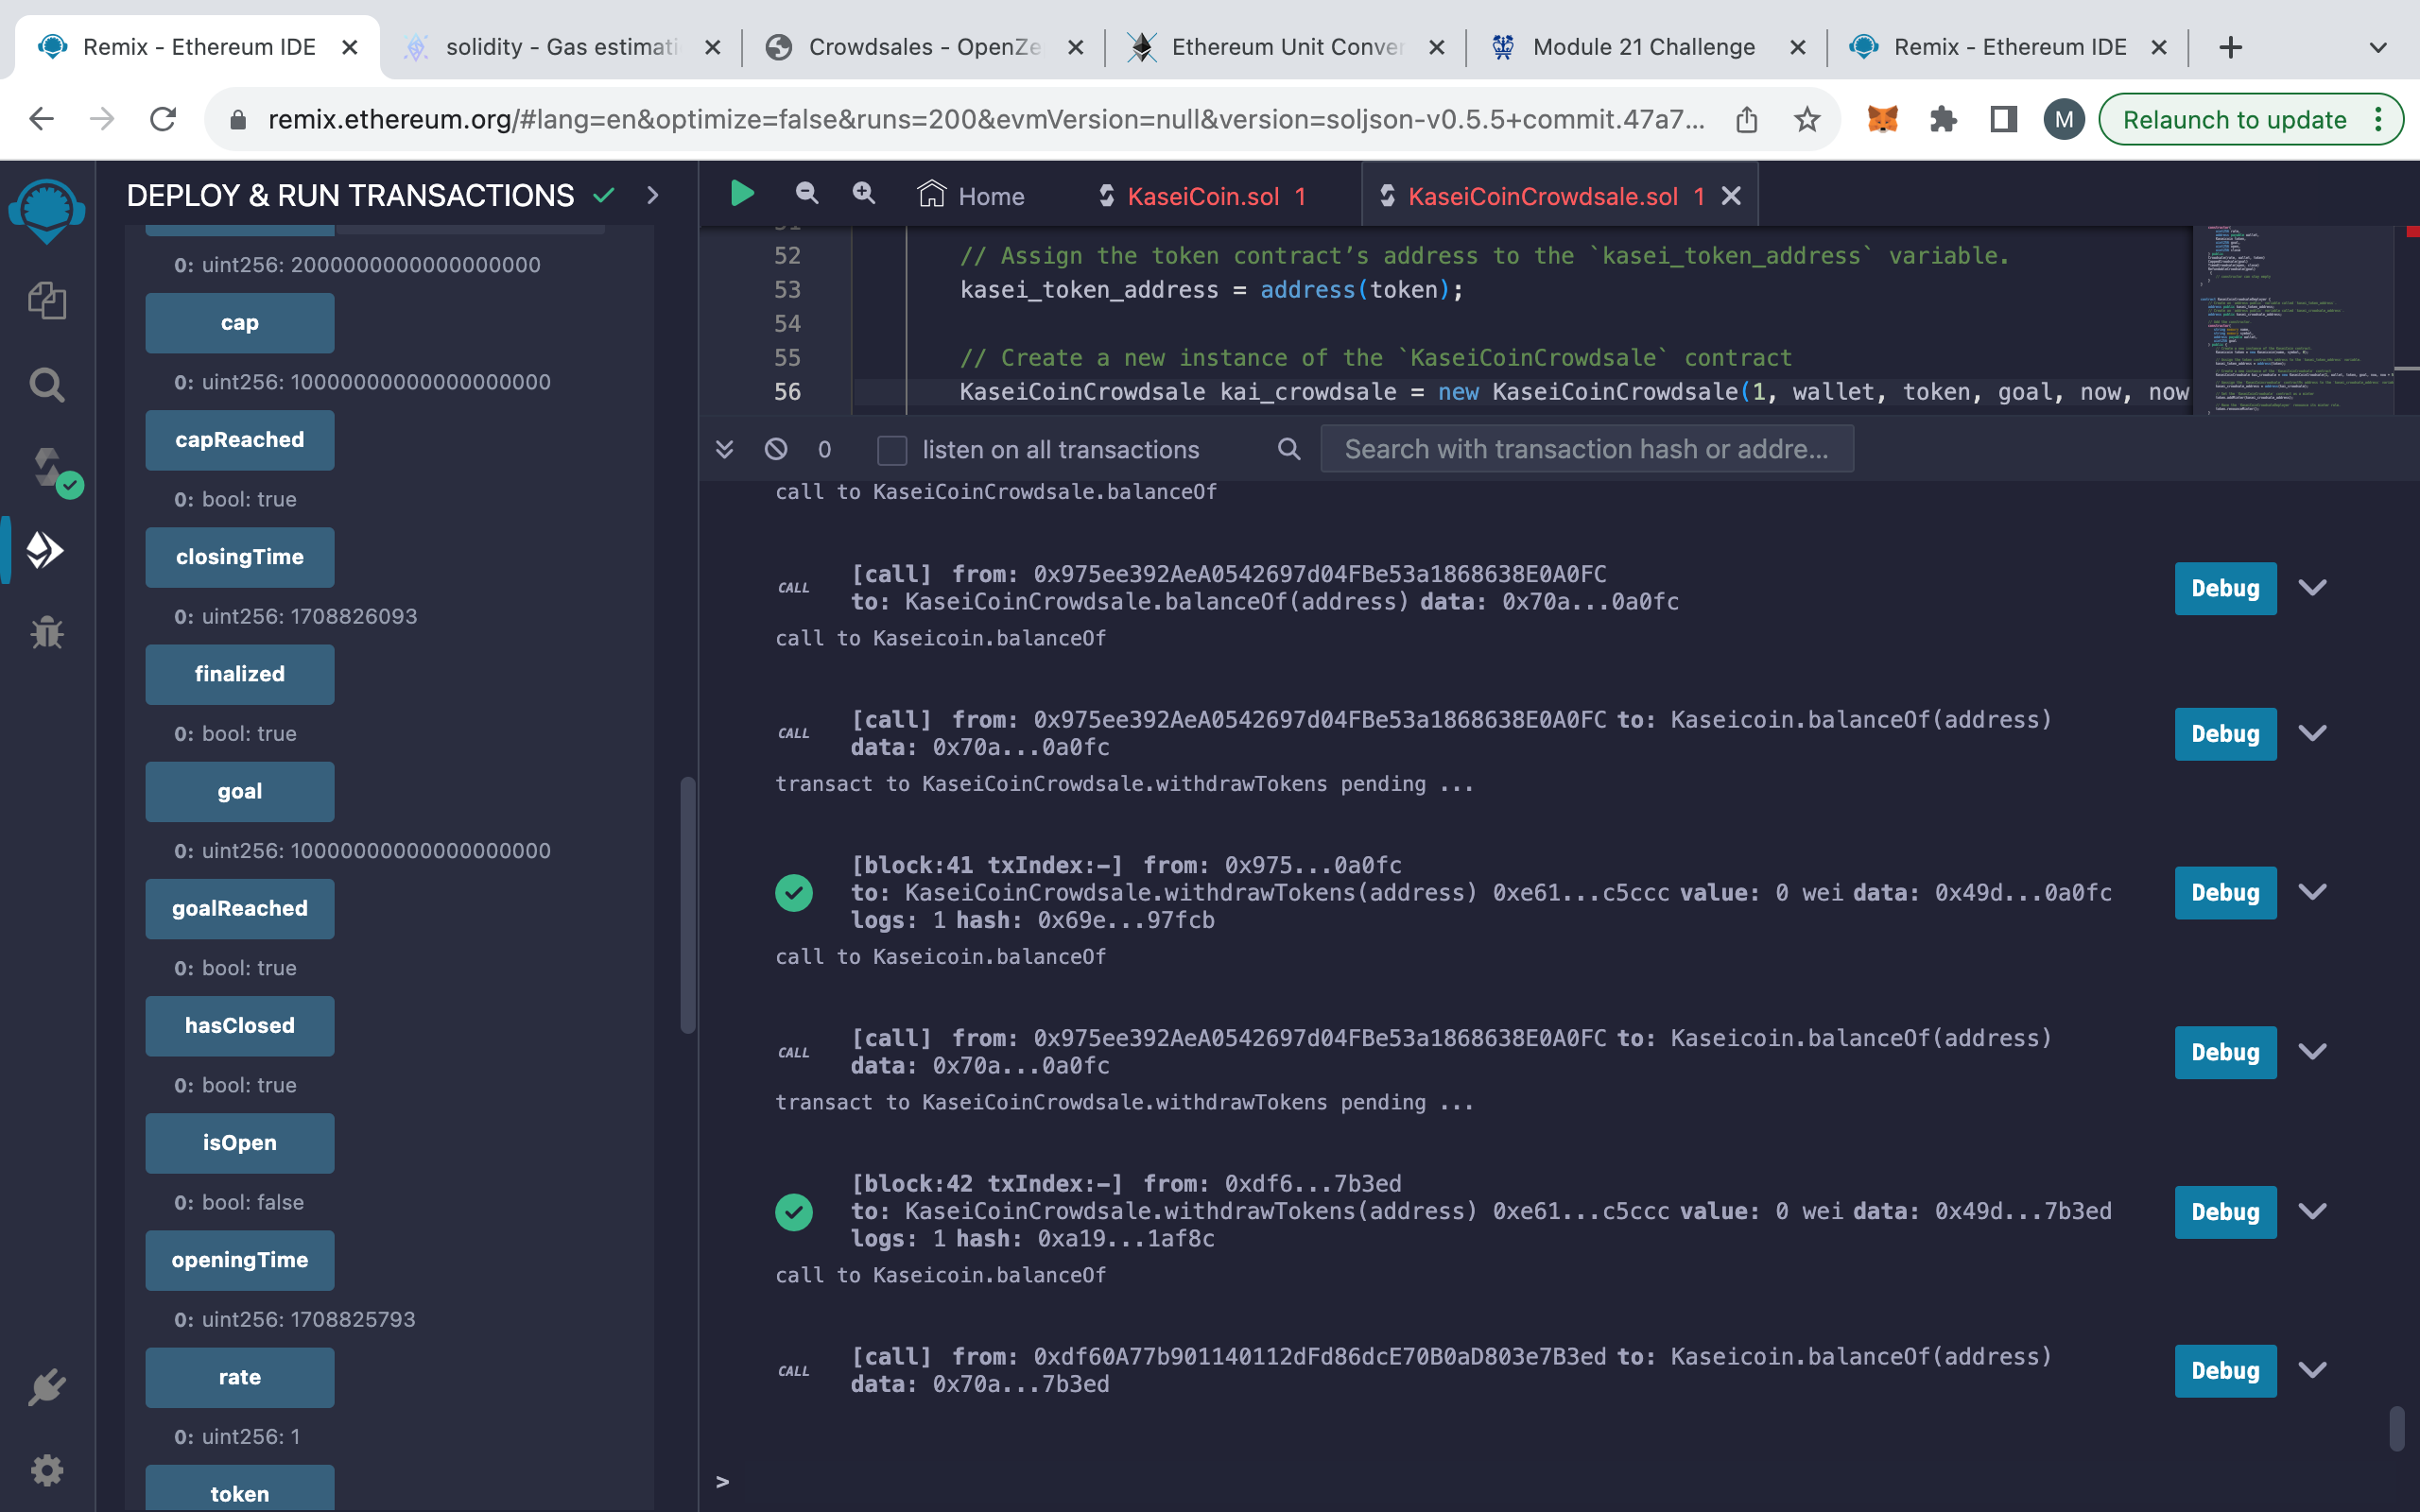 Remix - Ethereum IDE
solidity - Gas estimati
Crowdsales - OpenZe
Ethereum Unit Conver
Module 21 Challenge
Remix - Ethereum IDE
remix.ethereum.org/#lang=en&optimize=false&runs=200&evmVersion=null&version=soljson-v0.5.5+commit.47a7...
M
Relaunch to update
DEPLOY & RUN TRANSACTIONS
0: uint256: 2000000000000000000
cap
0: uint256: 10000000000000000000
capReached
0: bool: true
closingTime
0: uint256: 1708826093
finalized
0: bool: true
goal
0: uint256: 10000000000000000000
goalReached
0: bool: true
hasClosed
0: bool: true
isOpen
0: bool: false
openingTime
0: uint256: 1708825793
rate
0: uint256: 1
token
Home
KaseiCoin.sol 1
KaseiCoinCrowdsale.sol 1
51
52 // Assign the token contract’s address to the `kasei_token_address` variable.
53 kasei_token_address = address(token);
54
55 // Create a new instance of the `KaseiCoinCrowdsale` contract
56 KaseiCoinCrowdsale kai_crowdsale = new KaseiCoinCrowdsale(1, wallet, token, goal, now, now
0 listen on all transactions
Search with transaction hash or addre...
call to KaseiCoinCrowdsale.balanceOf
CALL [call] from: 0x975ee392AeA0542697d04FBe53a1868638E0A0FC
to: KaseiCoinCrowdsale.balanceOf(address) data: 0x70a...0a0fc
Debug
call to Kaseicoin.balanceOf
CALL [call] from: 0x975ee392AeA0542697d04FBe53a1868638E0A0FC to: Kaseicoin.balanceOf(address)
data: 0x70a...0a0fc
Debug
transact to KaseiCoinCrowdsale.withdrawTokens pending ...
[block:41 txIndex:-] from: 0x975...0a0fc
to: KaseiCoinCrowdsale.withdrawTokens(address) 0xe61...c5ccc value: 0 wei data: 0x49d...0a0fc
logs: 1 hash: 0x69e...97fcb
Debug
call to Kaseicoin.balanceOf
CALL [call] from: 0x975ee392AeA0542697d04FBe53a1868638E0A0FC to: Kaseicoin.balanceOf(address)
data: 0x70a...0a0fc
Debug
transact to KaseiCoinCrowdsale.withdrawTokens pending ...
[block:42 txIndex:-] from: 0xdf6...7b3ed
to: KaseiCoinCrowdsale.withdrawTokens(address) 0xe61...c5ccc value: 0 wei data: 0x49d...7b3ed
logs: 1 hash: 0xa19...1af8c
Debug
call to Kaseicoin.balanceOf
CALL [call] from: 0xdf60A77b901140112dFd86dcE70B0aD803e7B3ed to: Kaseicoin.balanceOf(address)
data: 0x70a...7b3ed
Debug
>